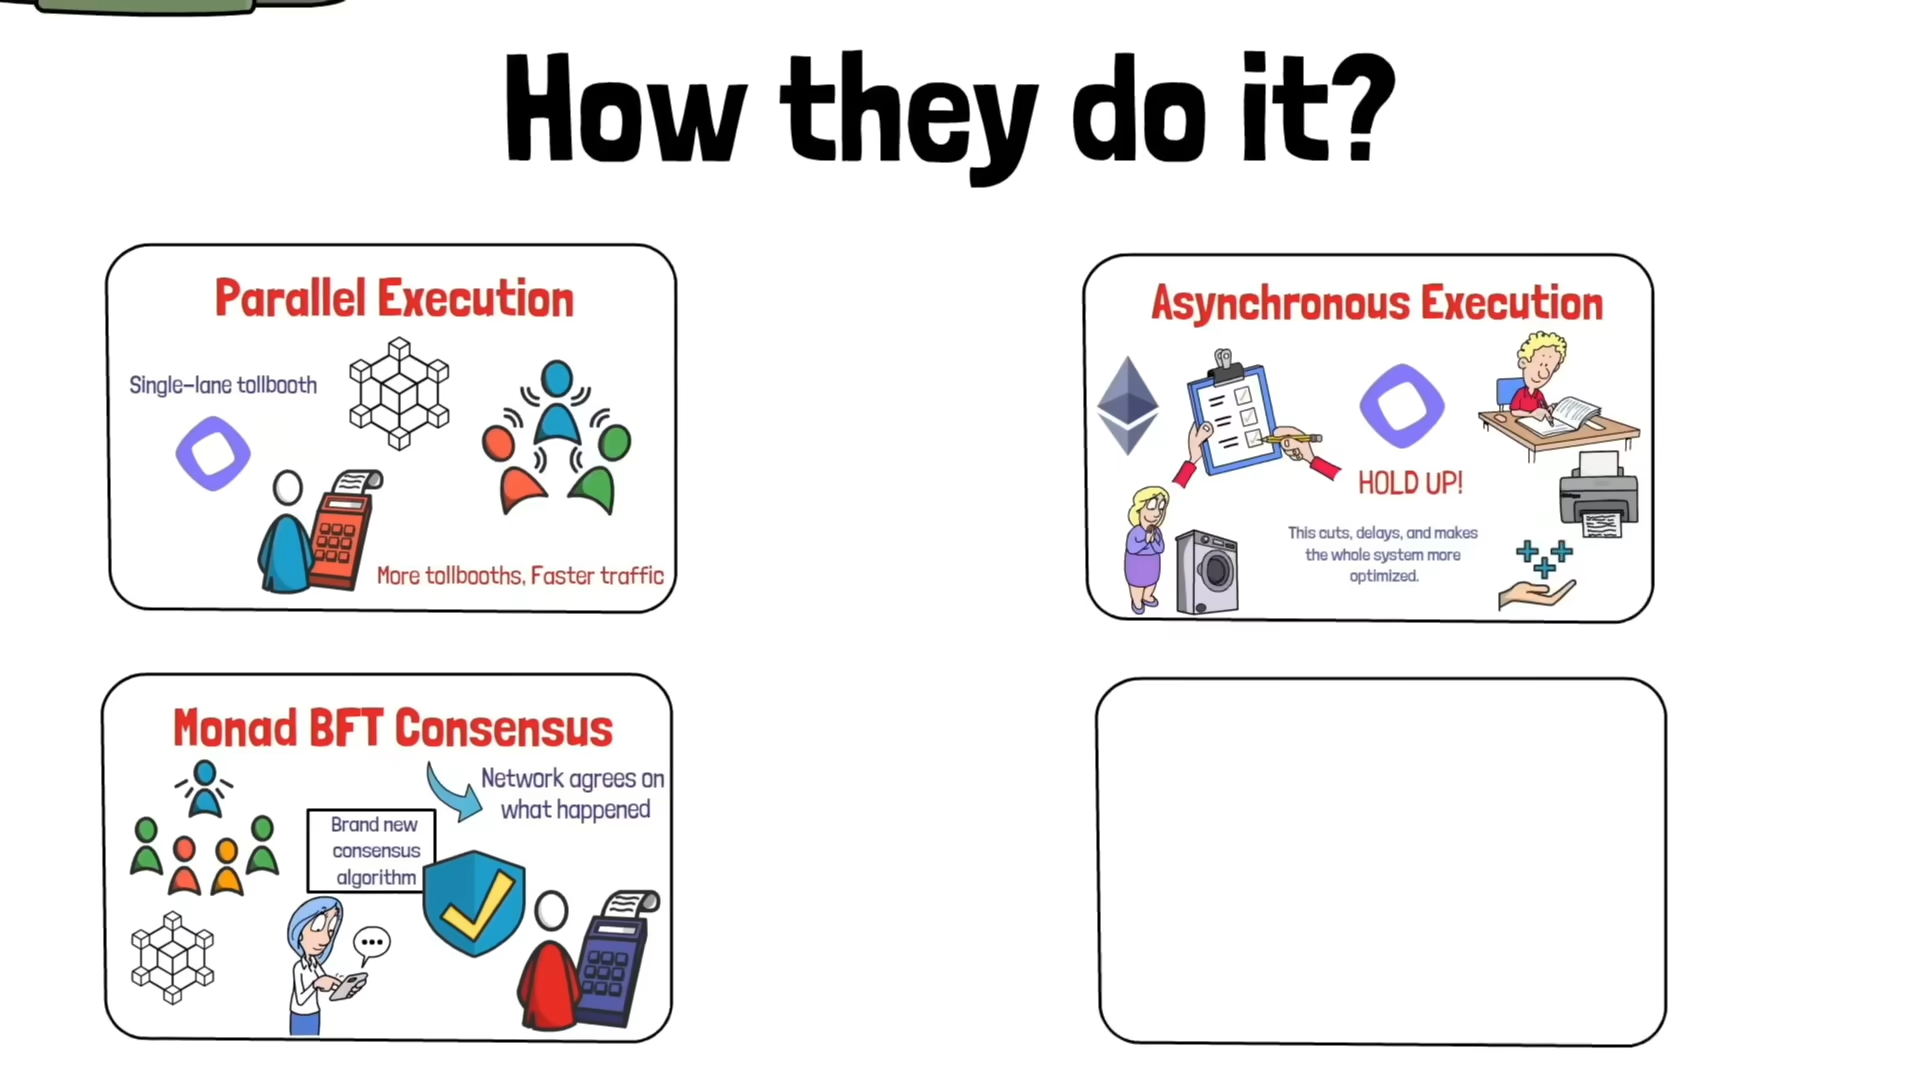 How they do it?
Parallel Execution
Single-lane tollbooth
More tollbooths, Faster traffic
Asynchronous Execution
HOLD UP!
This cuts, delays, and makes
the whole system more
optimized.
Monad BFT Consensus
Network agrees on
what happened
Brand new
consensus
algorithm